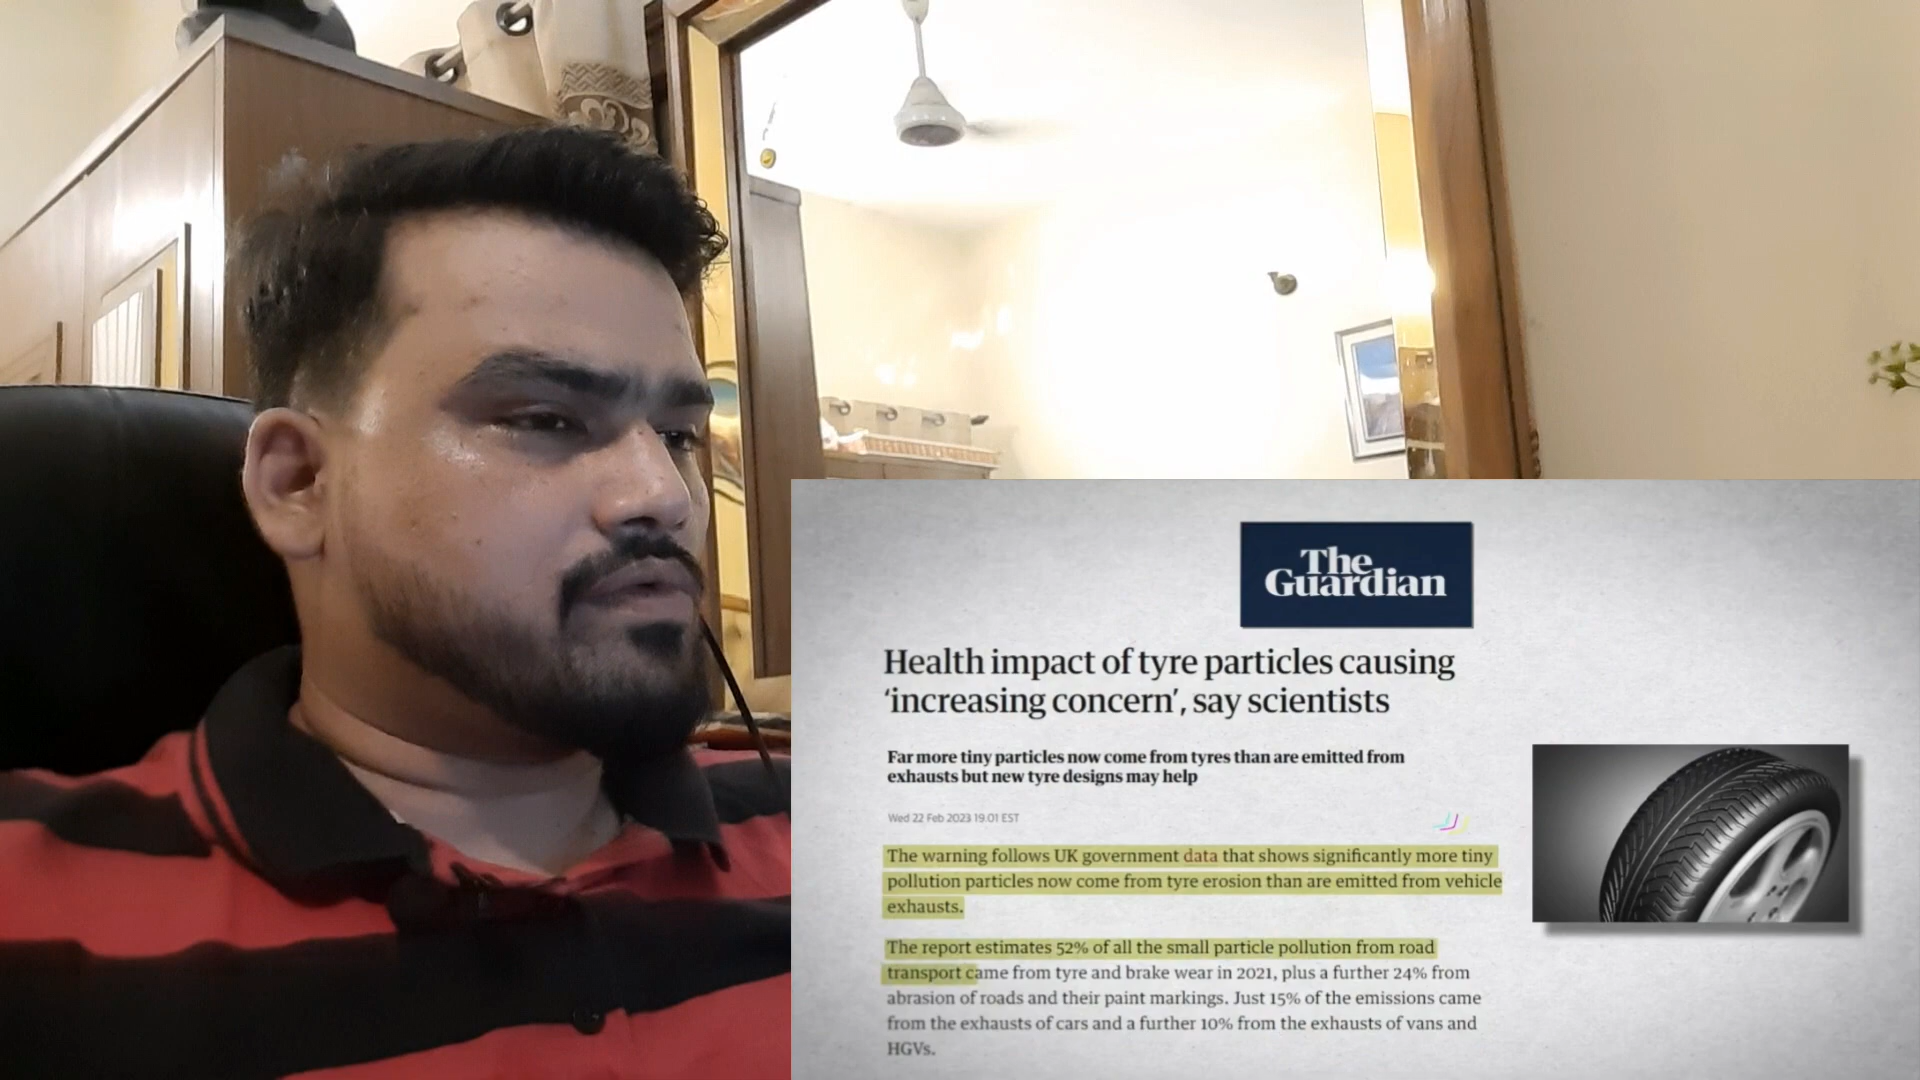 The
Guardian
Health impact of tyre particles causing
‘increasing concern’, say scientists
Far more tiny particles now come from tyres than are emitted from
exhausts but new tyre designs may help
Wed 22 Feb 2023 19.01 EST
The warning follows UK government data that shows significantly more tiny
pollution particles now come from tyre erosion than are emitted from vehicle
exhausts.
The report estimates 52% of all the small particle pollution from road
transport came from tyre and brake wear in 2021, plus a further 24% from
abrasion of roads and their paint markings. Just 15% of the emissions came
from the exhausts of cars and a further 10% from the exhausts of vans and
HGVs.